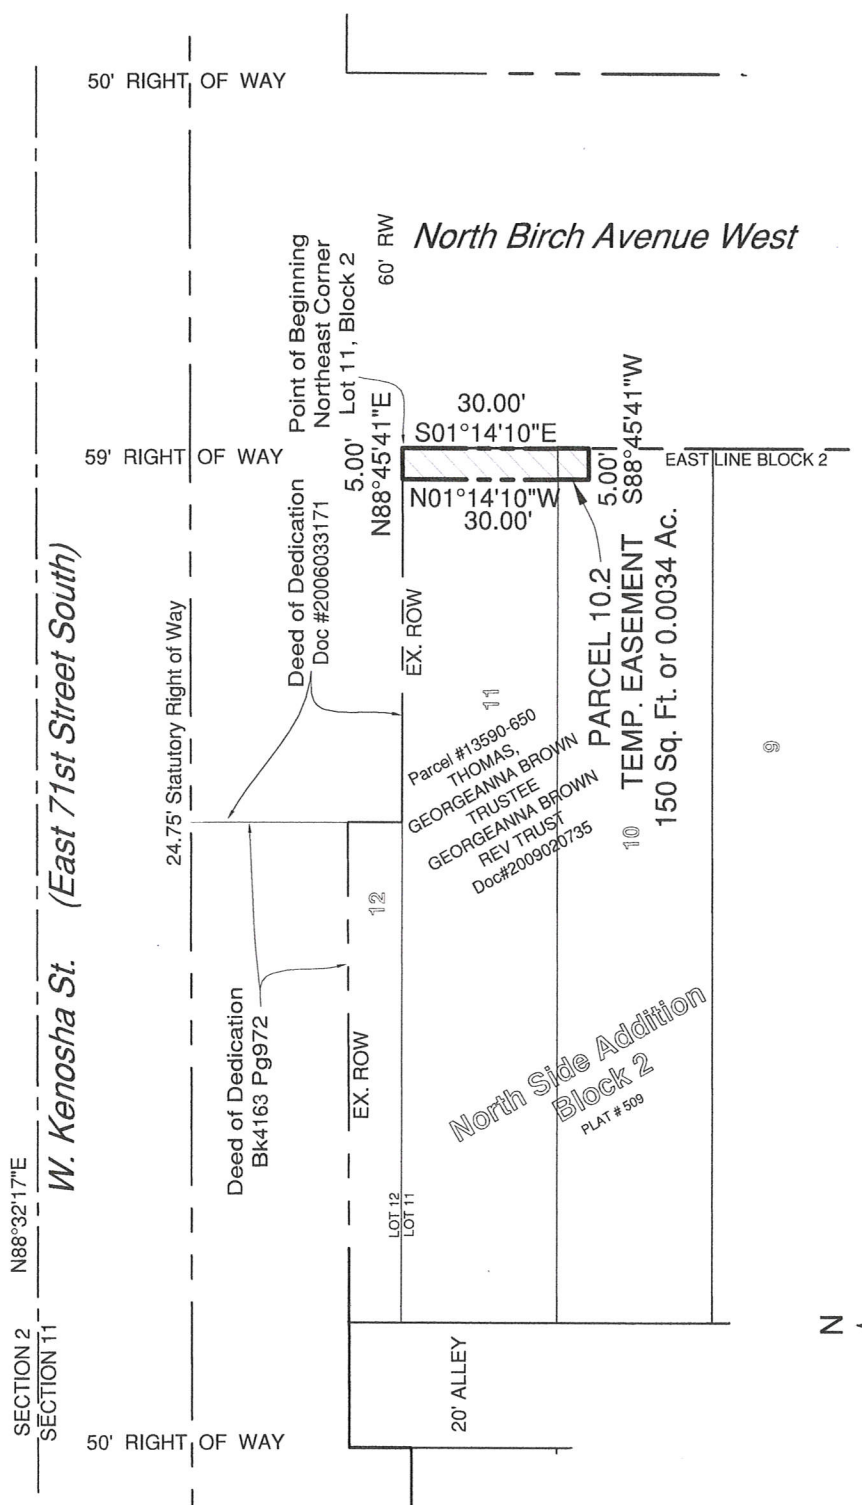 50' RIGHT OF WAY
North Birch Avenue West
60' RW
Point of Beginning
Northeast Corner
Lot 11, Block 2
59' RIGHT OF WAY
5.00'
N88°45'41"E
30.00'
S01°14'10"E
N01°14'10"W
30.00'
5.00'
S88°45'41"W
EAST LINE BLOCK 2
Deed of Dedication
Doc #2006033171
24.75' Statutory Right of Way
W. Kenosha St. (East 71st Street South)
EX. ROW
PARCEL 10.2
TEMP. EASEMENT
150 Sq. Ft. or 0.0034 Ac.
11
Parcel #13590-650
THOMAS,
GEORGEANNA BROWN
TRUSTEE
GEORGEANNA BROWN
REV TRUST
Doc#2009020735
10
9
12
Deed of Dedication
Bk4163 Pg972
EX. ROW
North Side Addition
Block 2
PLAT # 509
LOT 12
LOT 11
N88°32'17"E
SECTION 2
SECTION 11
20' ALLEY
50' RIGHT OF WAY
N